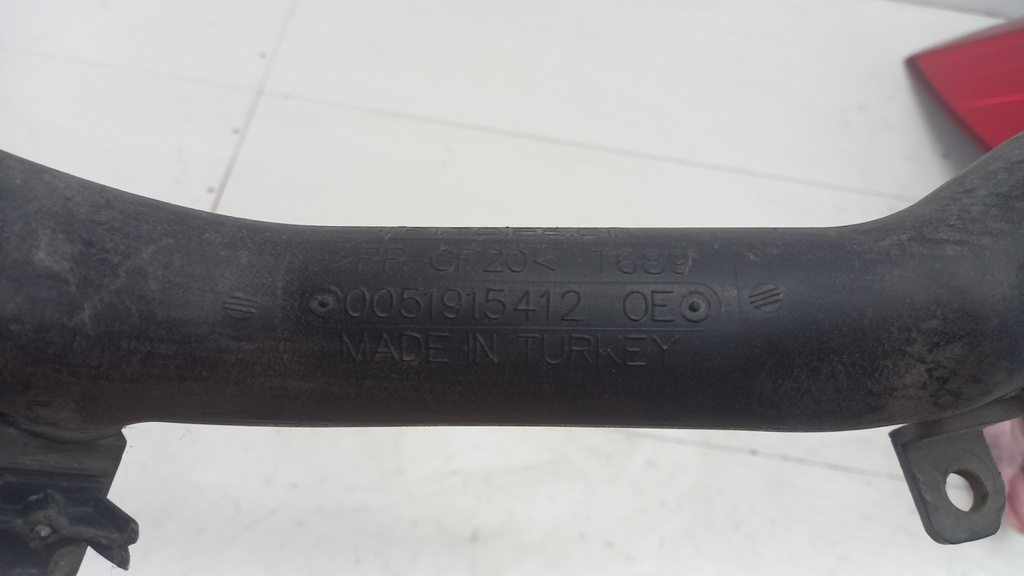 >PP GF20< 1689
0051915412 OE
MADE IN TURKEY